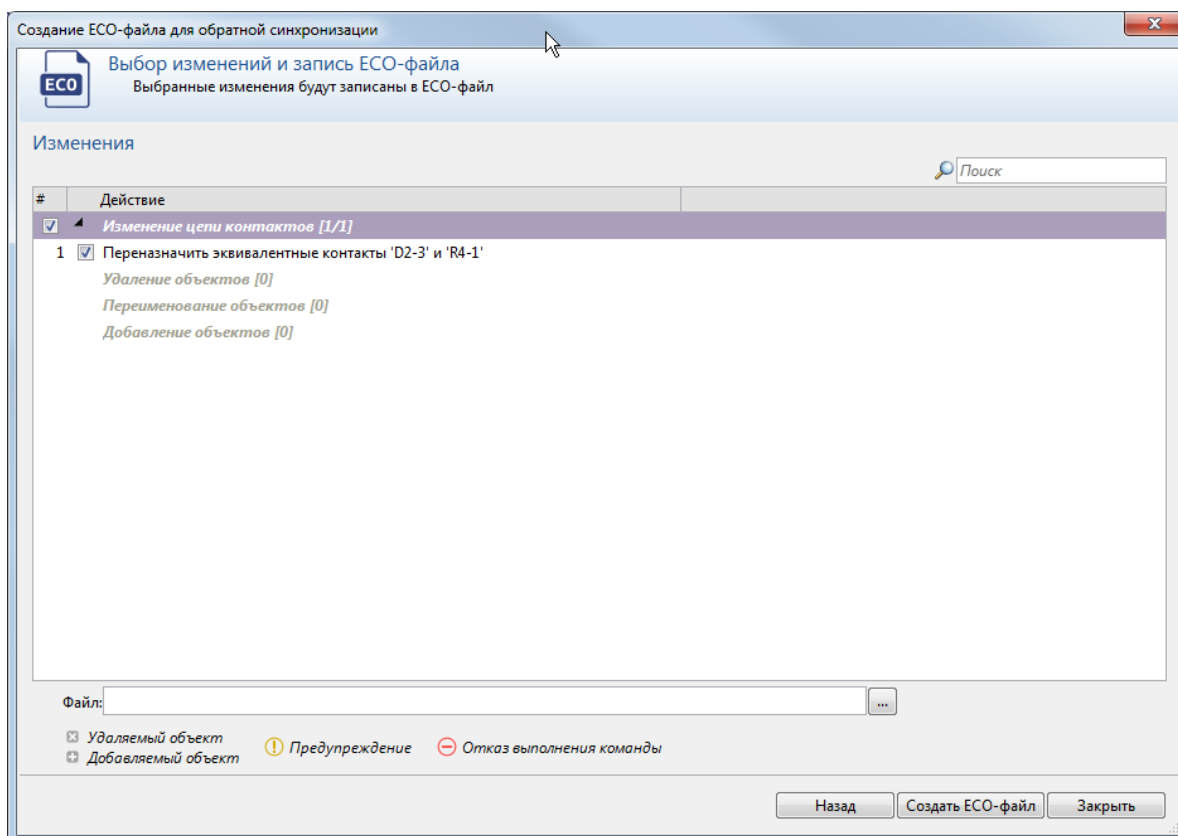 Создание ECO-файла для обратной синхронизации
x
ECO
Выбор изменений и запись ECO-файла
Выбранные изменения будут записаны в ECO-файл
Изменения
Поиск
# Действие
Изменение цепи контактов [1/1]
1 Переназначить эквивалентные контакты 'D2-3' и 'R4-1'
Удаление объектов [0]
Переименование объектов [0]
Добавление объектов [0]
Файл: ...
Удаляемый объект
Добавляемый объект
Предупреждение
Отказ выполнения команды
Назад Создать ECO-файл Закрыть